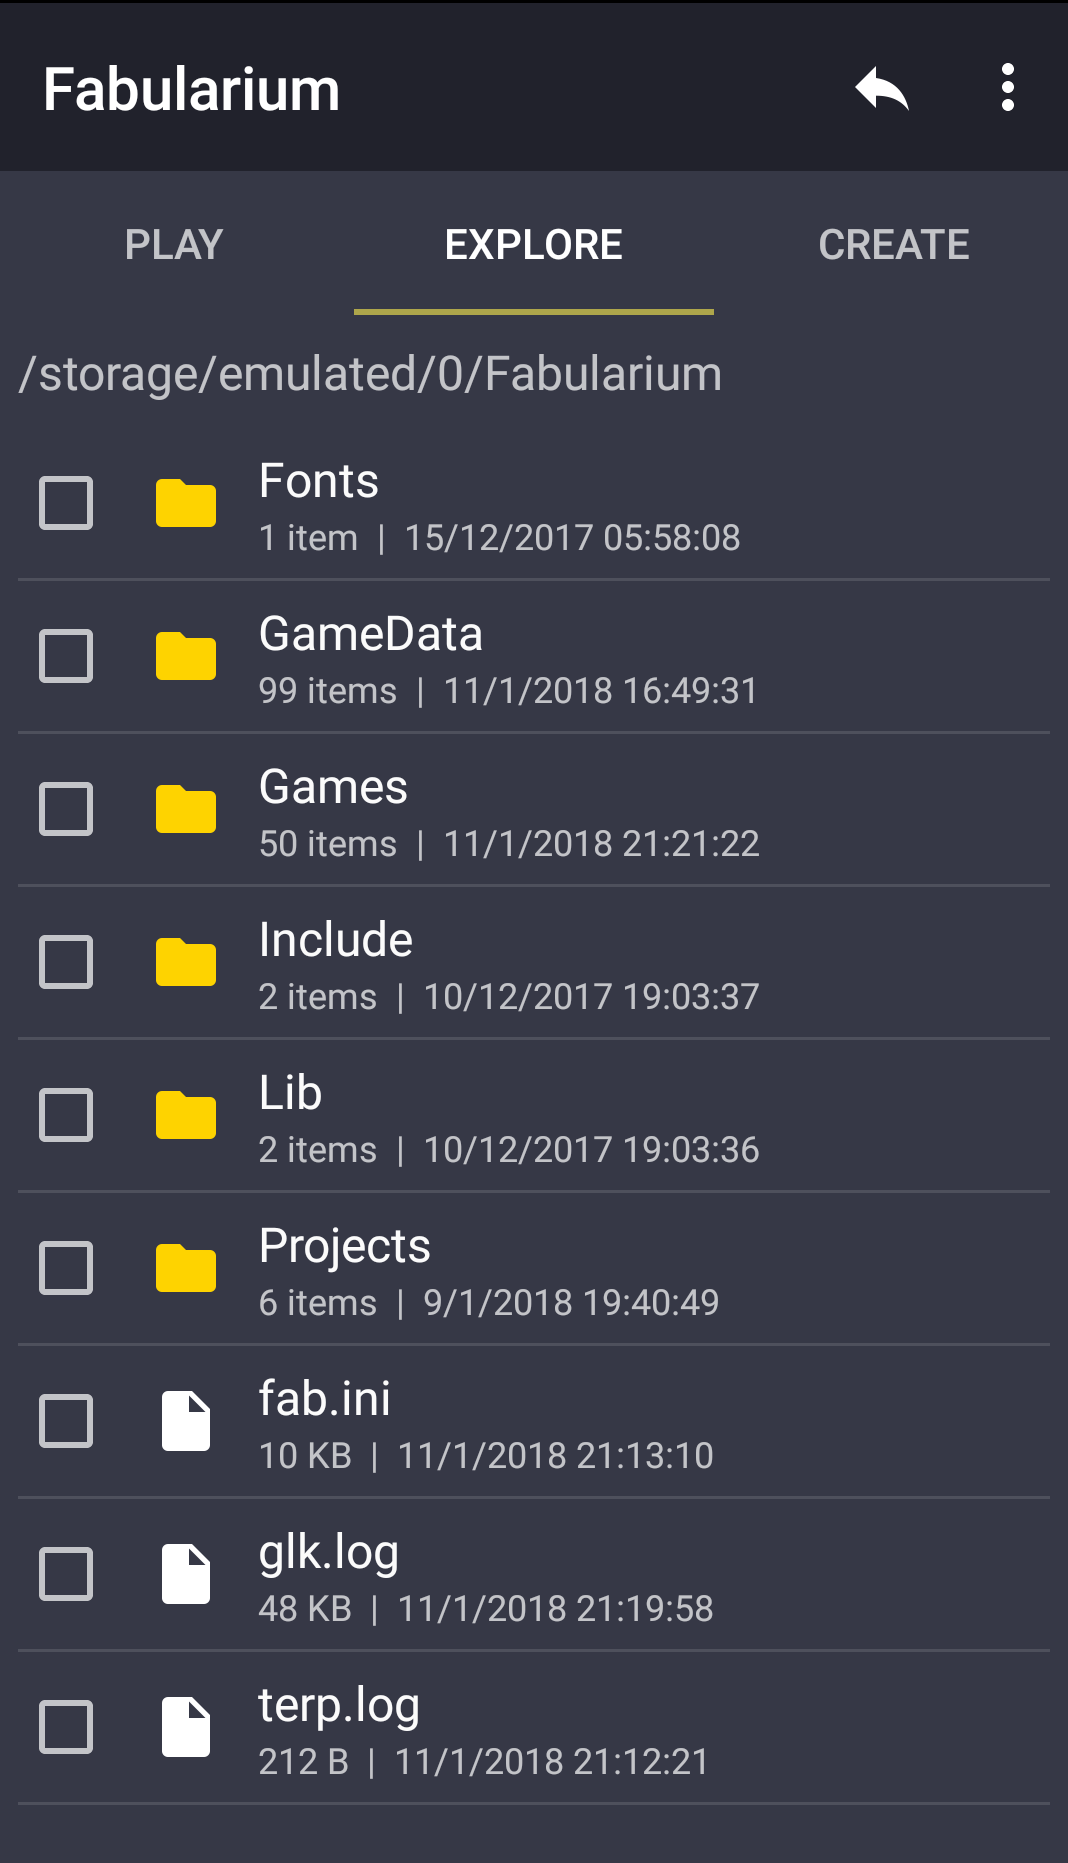 Fabularium
PLAY EXPLORE CREATE
/storage/emulated/0/Fabularium
Fonts
1 item | 15/12/2017 05:58:08
GameData
99 items | 11/1/2018 16:49:31
Games
50 items | 11/1/2018 21:21:22
Include
2 items | 10/12/2017 19:03:37
Lib
2 items | 10/12/2017 19:03:36
Projects
6 items | 9/1/2018 19:40:49
fab.ini
10 KB | 11/1/2018 21:13:10
glk.log
48 KB | 11/1/2018 21:19:58
terp.log
212 B | 11/1/2018 21:12:21